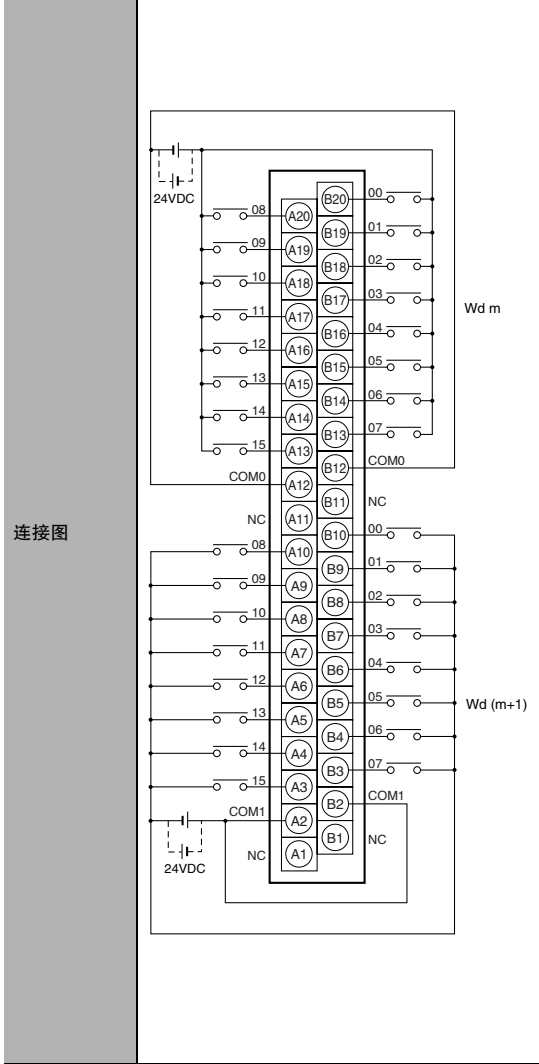 连接图
24VDC
B20 00
08 A20
B19 01
09 A19
B18 02
10 A18
B17 03
Wd m
11 A17
B16 04
12 A16
B15 05
13 A15
B14 06
14 A14
B13 07
15 A13
B12 COM0
COM0 A12
B11 NC
NC A11
B10 00
08 A10
B9 01
09 A9
B8 02
10 A8
B7 03
11 A7
B6 04
12 A6
B5 05
Wd (m+1)
13 A5
B4 06
14 A4
B3 07
15 A3
B2 COM1
COM1 A2
B1 NC
NC A1
24VDC